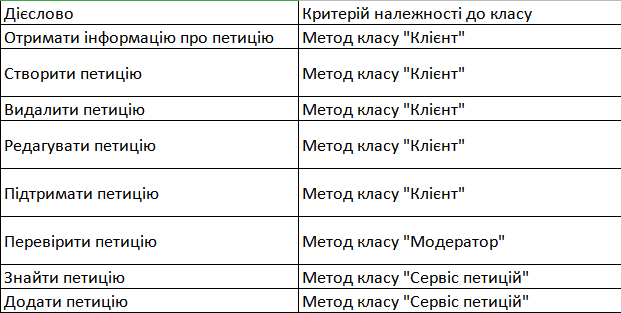 Дієслово Критерій належності до класу
Отримати інформацію про петицію Метод класу "Клієнт"
Створити петицію Метод класу "Клієнт"
Видалити петицію Метод класу "Клієнт"
Редагувати петицію Метод класу "Клієнт"
Підтримати петицію Метод класу "Клієнт"
Перевірити петицію Метод класу "Модератор"
Знайти петицію Метод класу "Сервіс петицій"
Додати петицію Метод класу "Сервіс петицій"